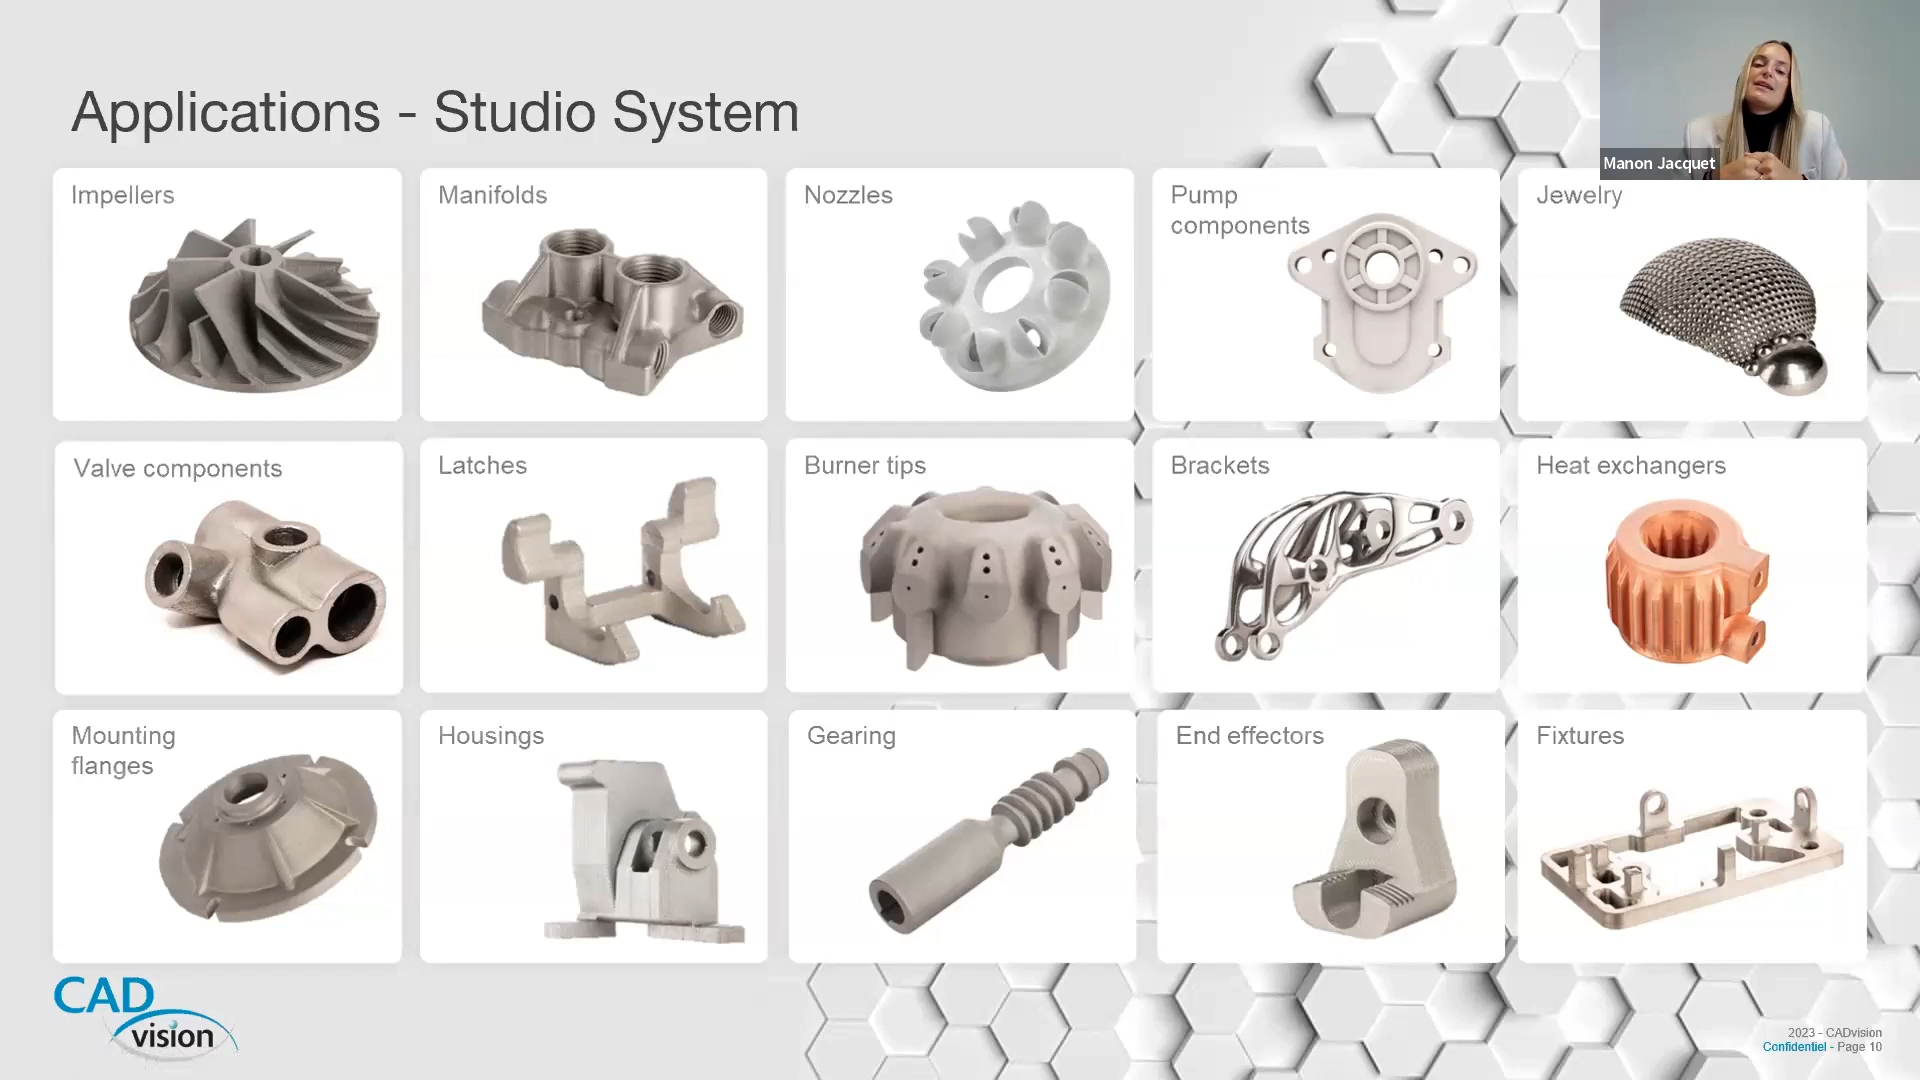 Applications - Studio System
Manon Jacquet
Impellers
Manifolds
Nozzles
Pump
components
Jewelry
Valve components
Latches
Burner tips
Brackets
Heat exchangers
Mounting
flanges
Housings
Gearing
End effectors
Fixtures
CAD
vision
2023 - CADvision
Confidentiel - Page 10